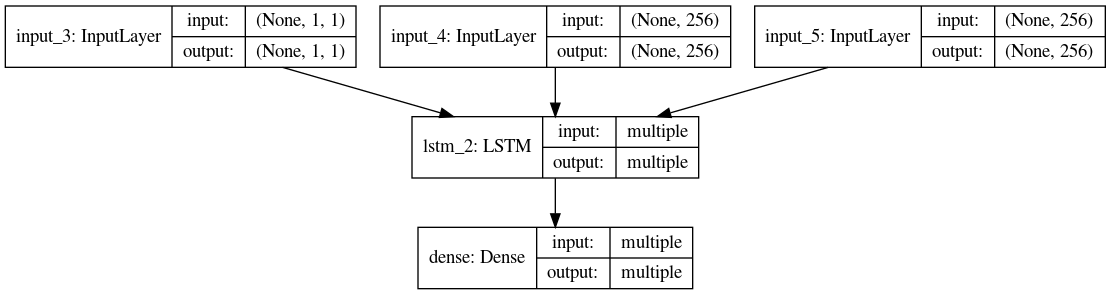 input_3: InputLayer input: (None, 1, 1)
output: (None, 1, 1)
input_4: InputLayer input: (None, 256)
output: (None, 256)
input_5: InputLayer input: (None, 256)
output: (None, 256)
lstm_2: LSTM input: multiple
output: multiple
dense: Dense input: multiple
output: multiple